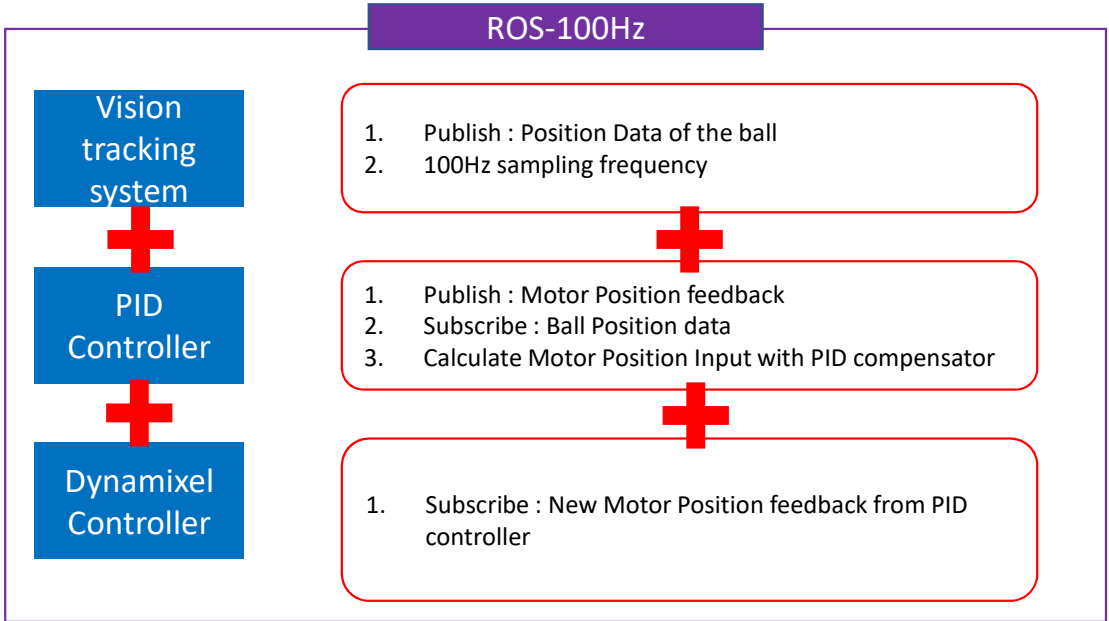 ROS-100Hz
Vision
tracking
system
1. Publish : Position Data of the ball
2. 100Hz sampling frequency
PID
Controller
1. Publish : Motor Position feedback
2. Subscribe : Ball Position data
3. Calculate Motor Position Input with PID compensator
Dynamixel
Controller
1. Subscribe : New Motor Position feedback from PID
controller